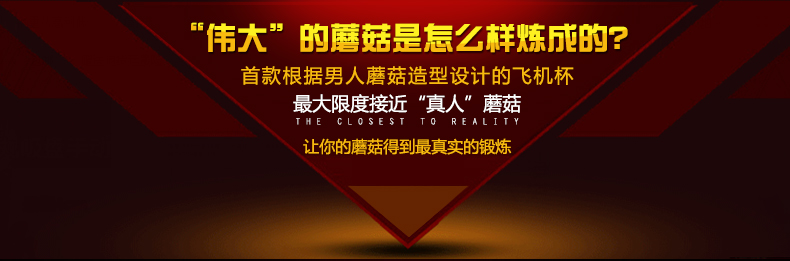 “伟大”的蘑菇是怎么样炼成的?
首款根据男人蘑菇造型设计的飞机杯
最大限度接近“真人”蘑菇
THE CLOSEST TO REALITY
让你的蘑菇得到最真实的锻炼